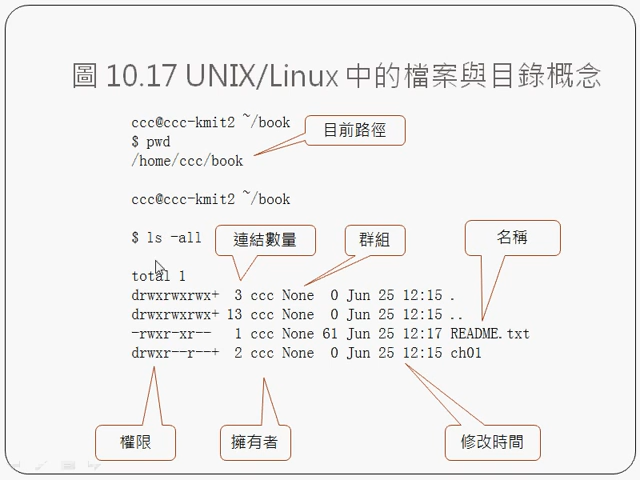 圖 10.17 UNIX/Linux 中的檔案與目錄概念
ccc@ccc-kmit2 ~/book
$ pwd
目前路徑
/home/ccc/book
ccc@ccc-kmit2 ~/book
$ ls -all
連結數量
群組
名稱
total 1
drwxrwxrwx+ 3 ccc None 0 Jun 25 12:15 .
drwxrwxrwx+ 13 ccc None 0 Jun 25 12:15 ..
-rwxr-xr-- 1 ccc None 61 Jun 25 12:17 README.txt
drwxr--r--+ 2 ccc None 0 Jun 25 12:15 ch01
權限
擁有者
修改時間